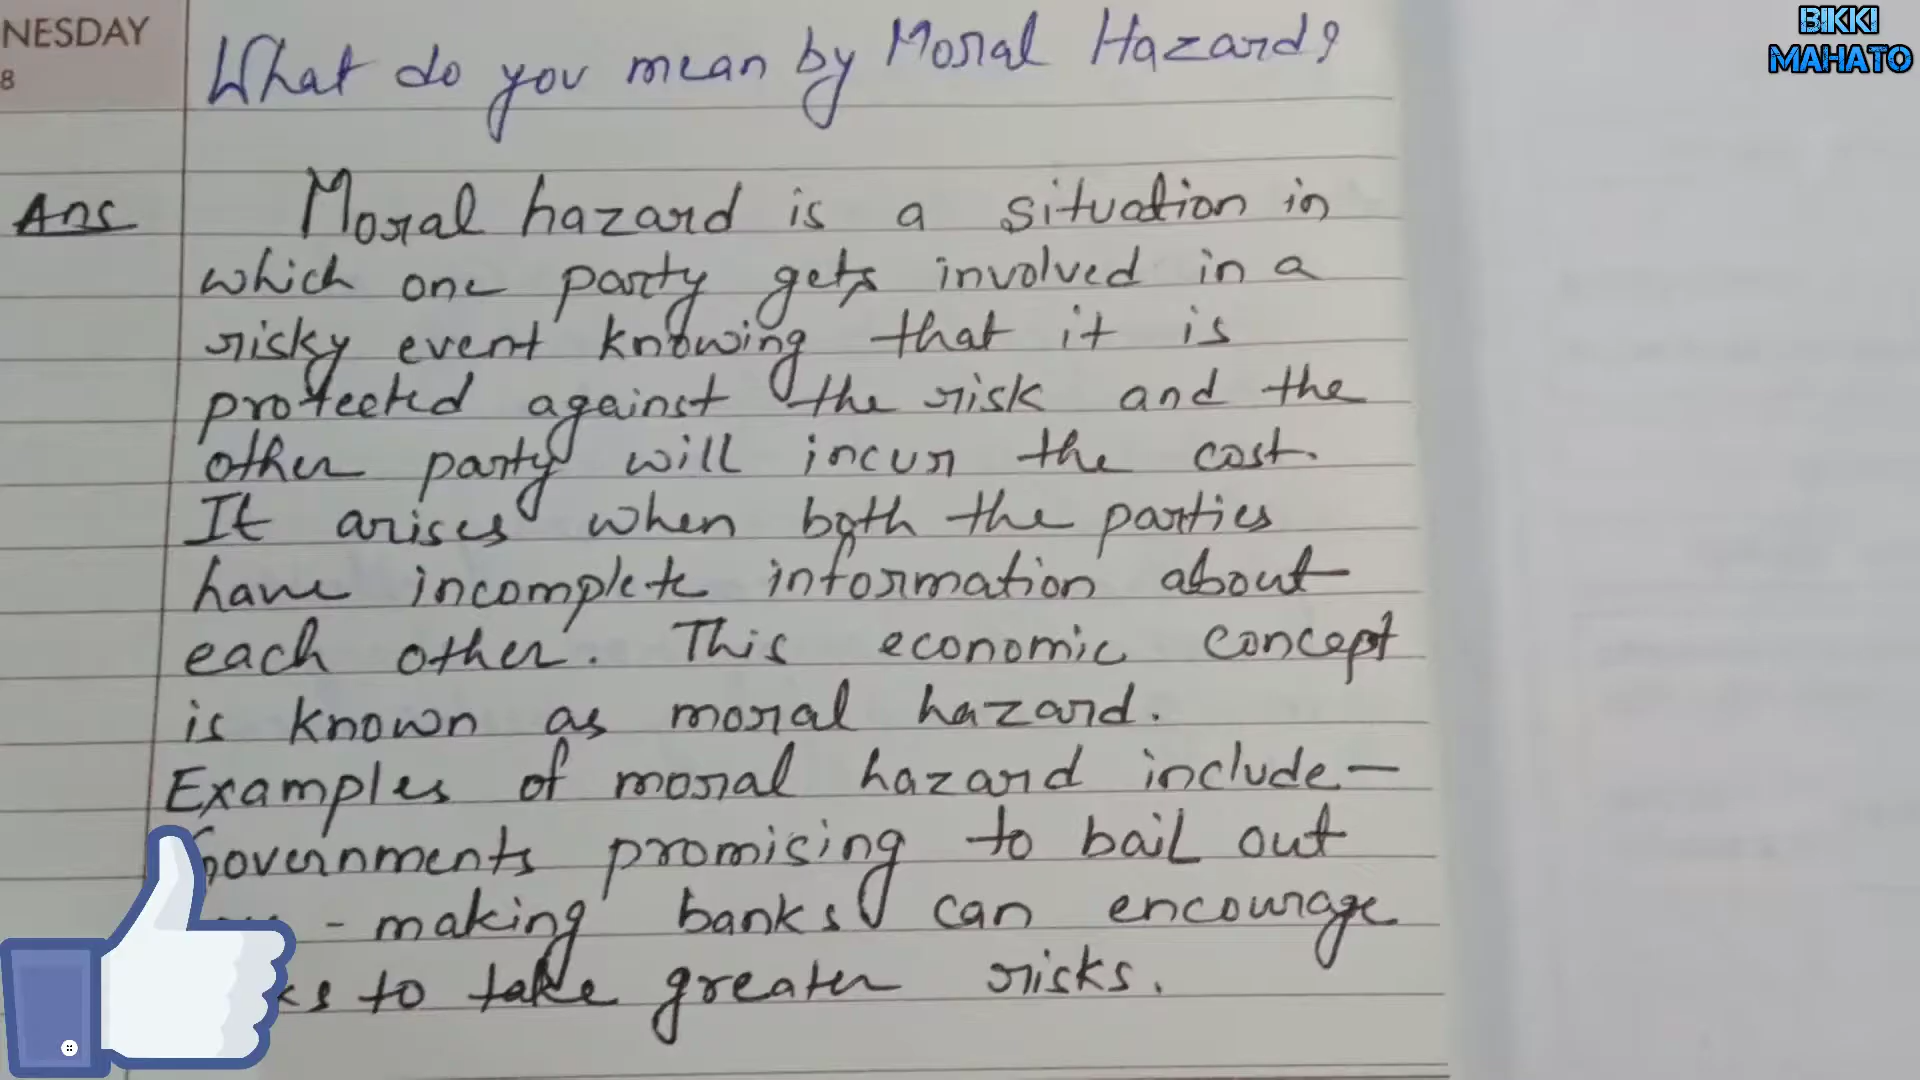 NESDAY
8
BIKKI
MAHATO
What do you mean by Moral Hazard?
Ans
Moral hazard is a situation in
which one party gets involved in a
risky event knowing that it is
protected against the risk and the
other party will incur the cost.
It arises when both the parties
have incomplete information about
each other. This economic concept
is known as moral hazard.
Examples of moral hazard include—
Governments promising to bail out
- making banks can encourage
ks to take greater risks.